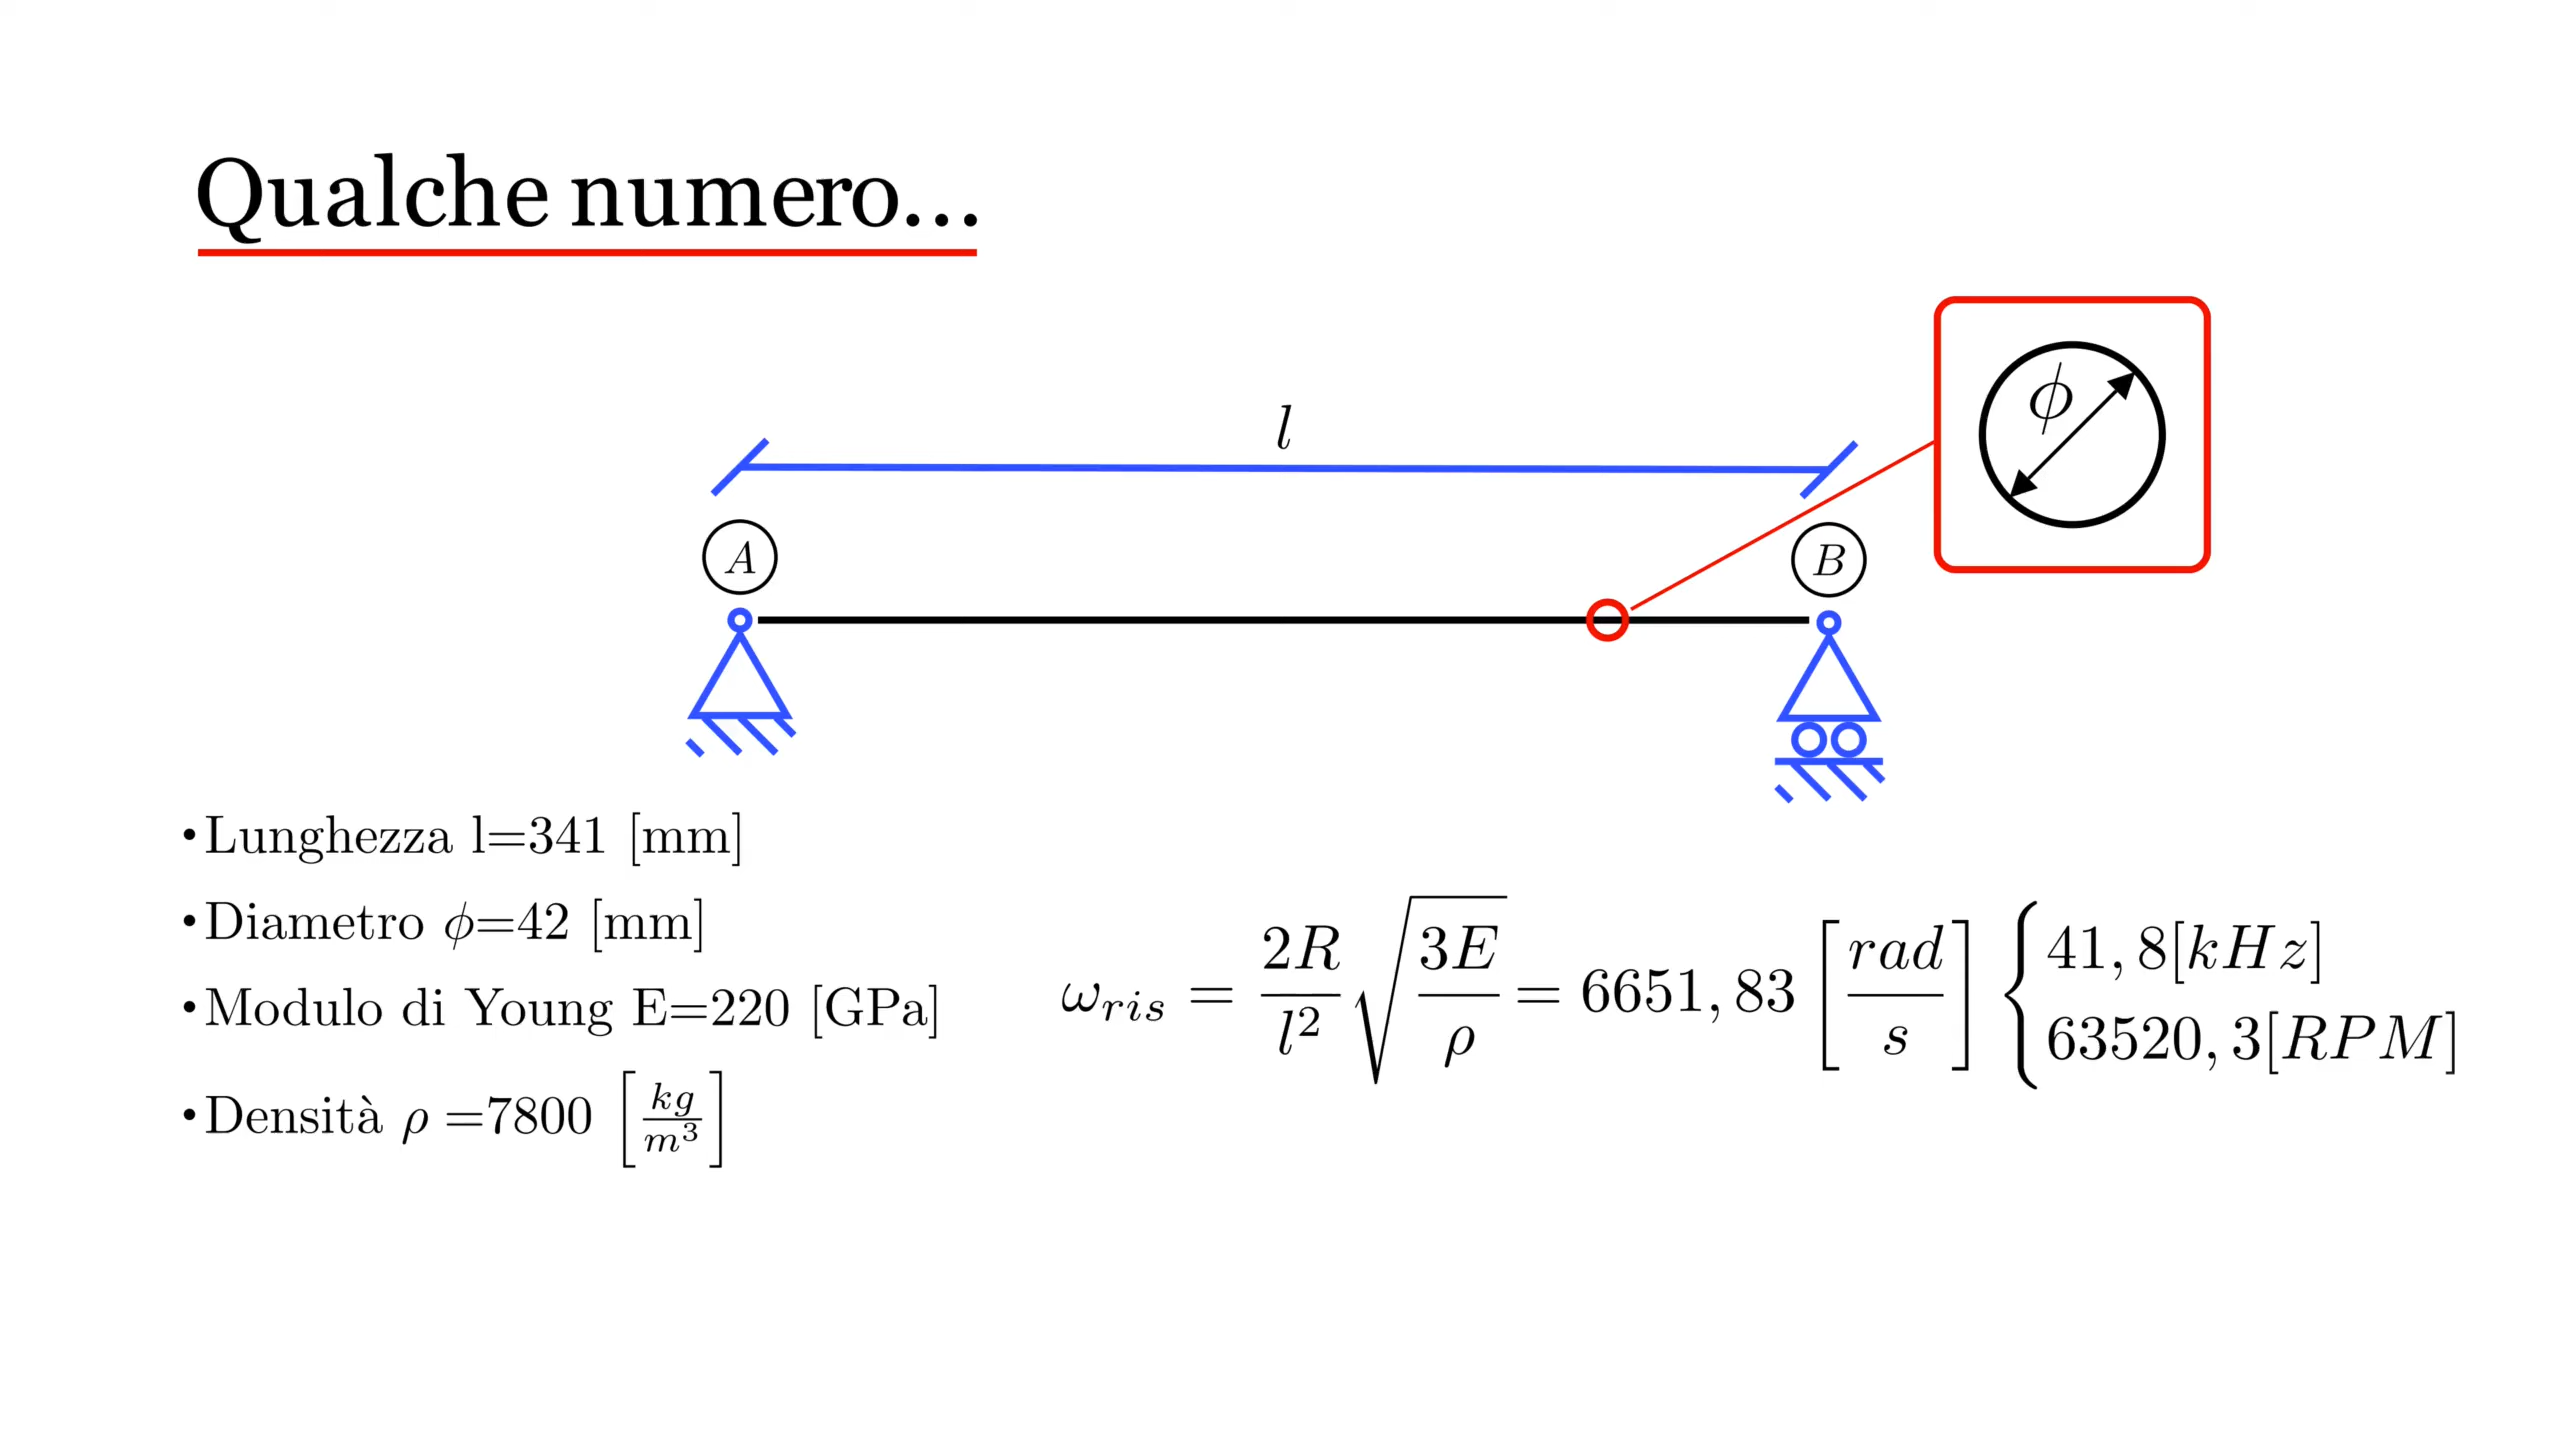 Qualche numero...
l
ϕ
A
B
•Lunghezza l=341 [mm]
•Diametro ϕ=42 [mm]
•Modulo di Young E=220 [GPa]
•Densità ρ =7800 [kg/m³]
ω_ris = 2R/l² √(3E/ρ) = 6651,83 [rad/s] { 41,8[kHz]
63520,3[RPM]